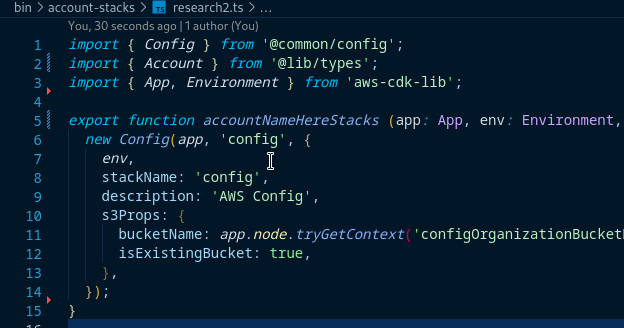 bin > account-stacks > TS research2.ts > ...
You, 30 seconds ago | 1 author (You)
1 import { Config } from '@common/config';
2 import { Account } from '@lib/types';
3 import { App, Environment } from 'aws-cdk-lib';
4
5 export function accountNameHereStacks (app: App, env: Environment,
6 new Config(app, 'config', {
7 env,
8 stackName: 'config',
9 description: 'AWS Config',
10 s3Props: {
11 bucketName: app.node.tryGetContext('configOrganizationBucket
12 isExistingBucket: true,
13 },
14 });
15 }
16